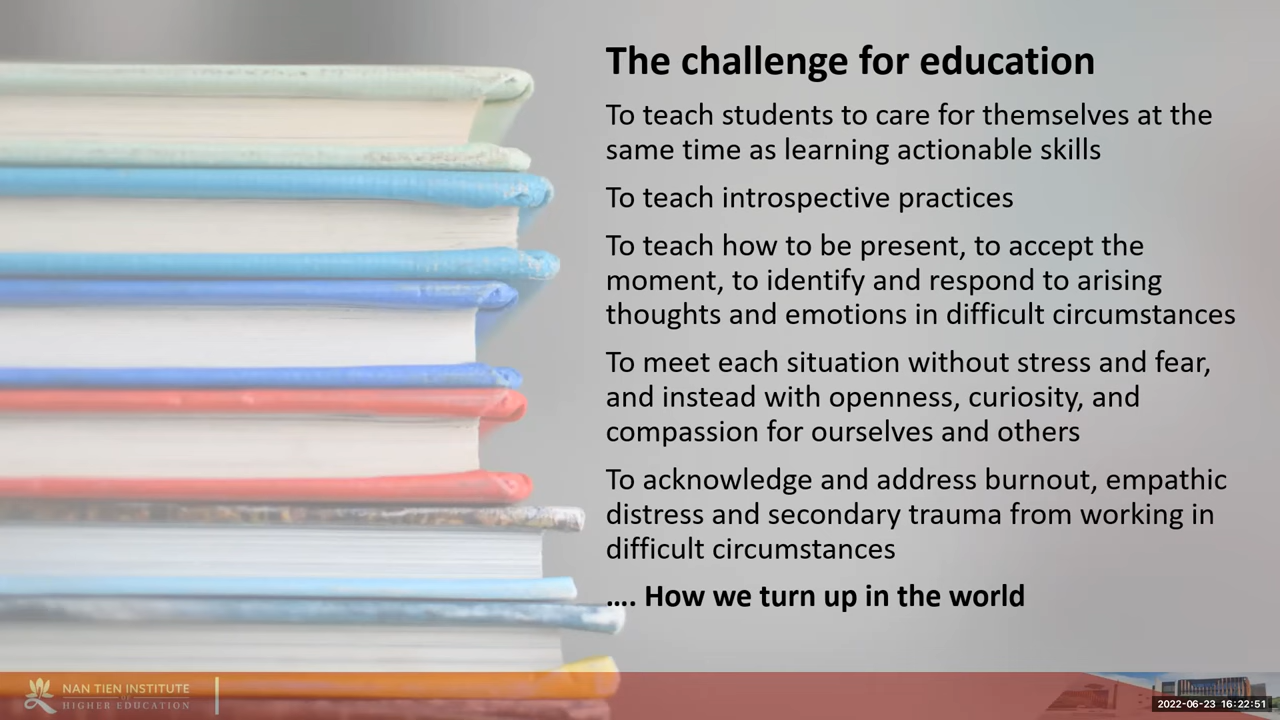 The challenge for education
To teach students to care for themselves at the
same time as learning actionable skills
To teach introspective practices
To teach how to be present, to accept the
moment, to identify and respond to arising
thoughts and emotions in difficult circumstances
To meet each situation without stress and fear,
and instead with openness, curiosity, and
compassion for ourselves and others
To acknowledge and address burnout, empathic
distress and secondary trauma from working in
difficult circumstances
.... How we turn up in the world
NAN TIEN INSTITUTE
HIGHER EDUCATION
2022-06-23 16:22:51